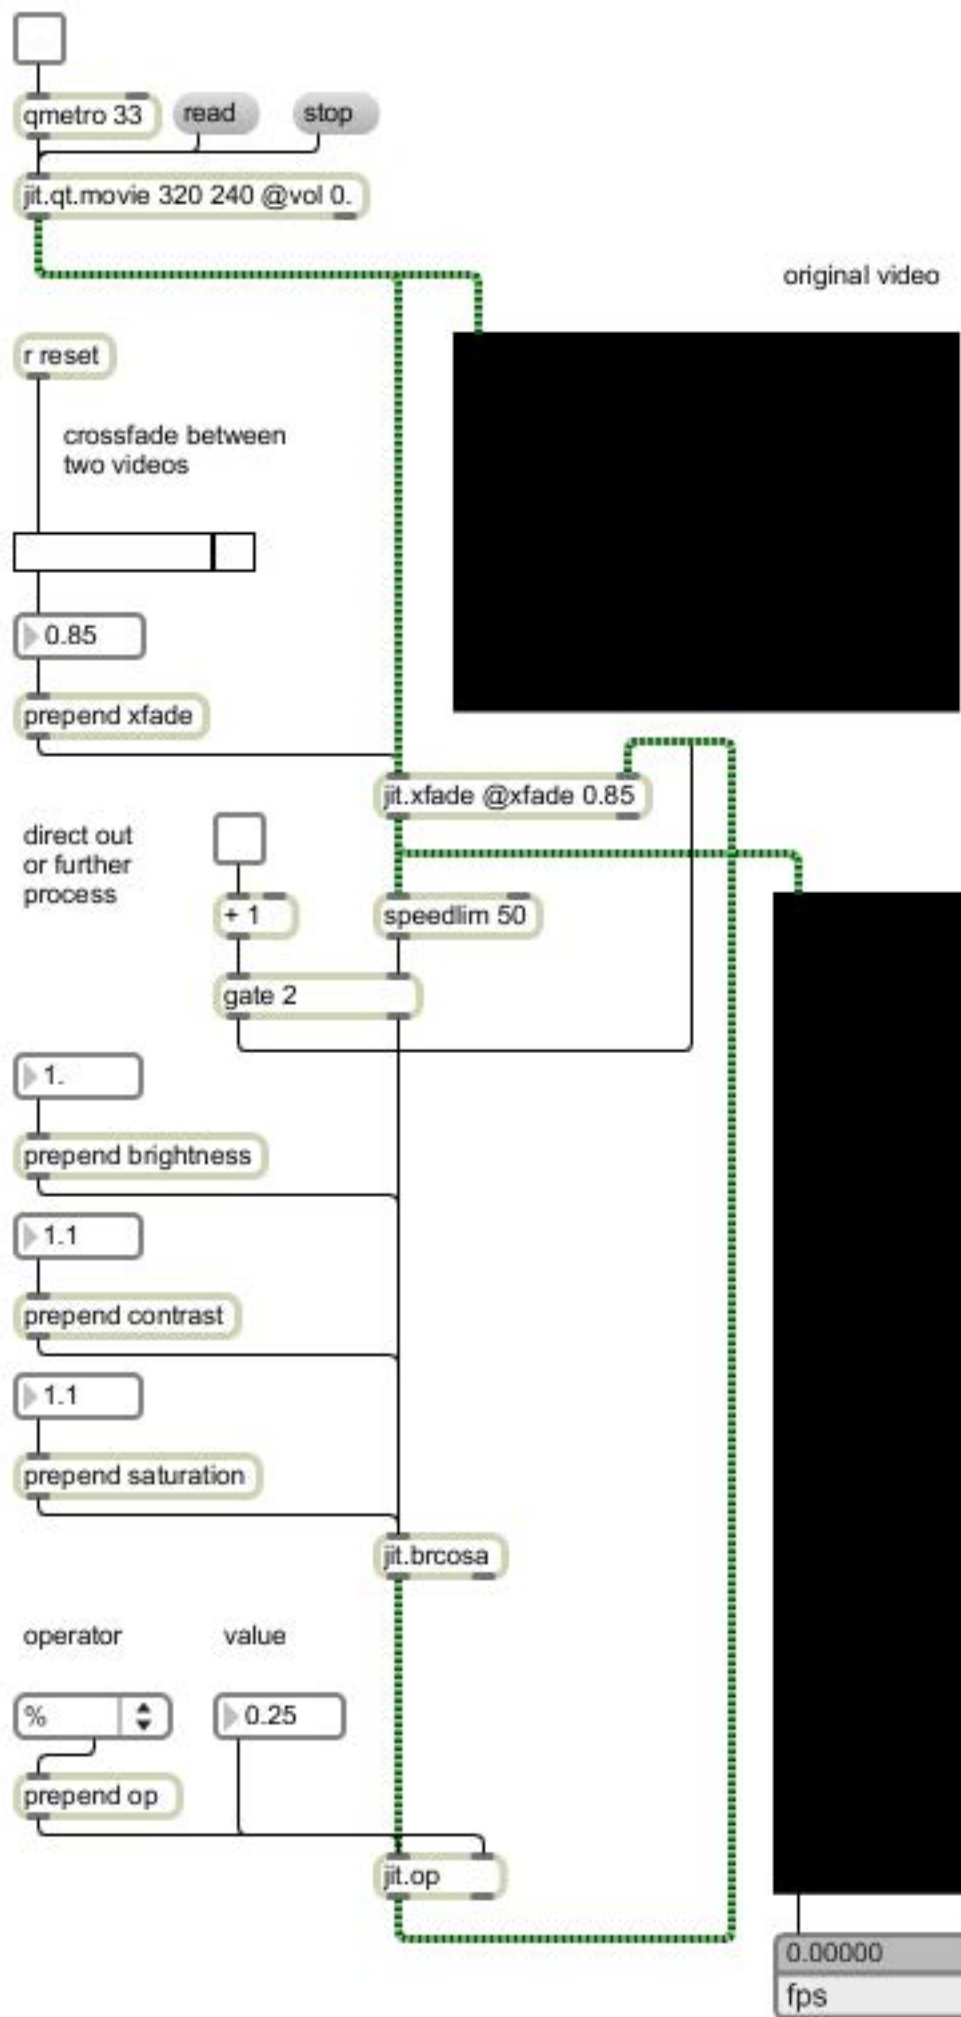 qmetro 33
read
stop
jit.qt.movie 320 240 @vol 0.
original video
r reset
crossfade between
two videos
0.85
prepend xfade
jit.xfade @xfade 0.85
direct out
or further
process
+ 1
speedlim 50
gate 2
1.
prepend brightness
1.1
prepend contrast
1.1
prepend saturation
jit.brcosa
operator
value
%
0.25
prepend op
jit.op
0.00000
fps